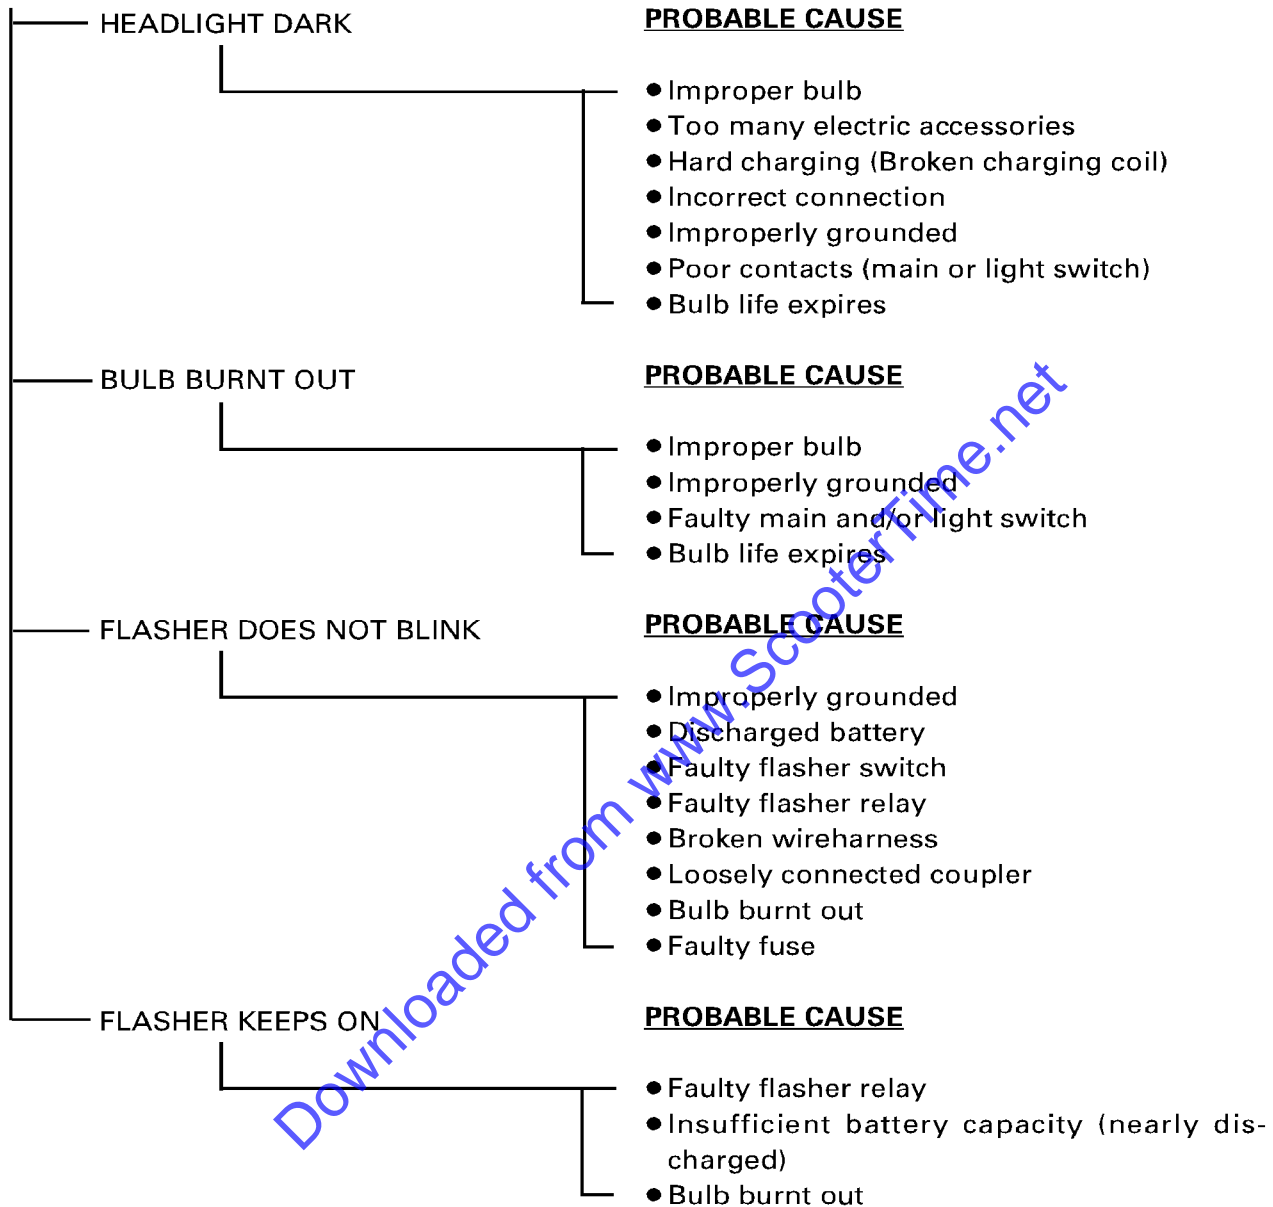 HEADLIGHT DARK
PROBABLE CAUSE
● Improper bulb
● Too many electric accessories
● Hard charging (Broken charging coil)
● Incorrect connection
● Improperly grounded
● Poor contacts (main or light switch)
● Bulb life expires
BULB BURNT OUT
PROBABLE CAUSE
● Improper bulb
● Improperly grounded
● Faulty main and/or light switch
● Bulb life expires
FLASHER DOES NOT BLINK
PROBABLE CAUSE
● Improperly grounded
● Discharged battery
● Faulty flasher switch
● Faulty flasher relay
● Broken wireharness
● Loosely connected coupler
● Bulb burnt out
● Faulty fuse
FLASHER KEEPS ON
PROBABLE CAUSE
● Faulty flasher relay
● Insufficient battery capacity (nearly dis-
charged)
● Bulb burnt out
Downloaded from www.ScooterTime.net